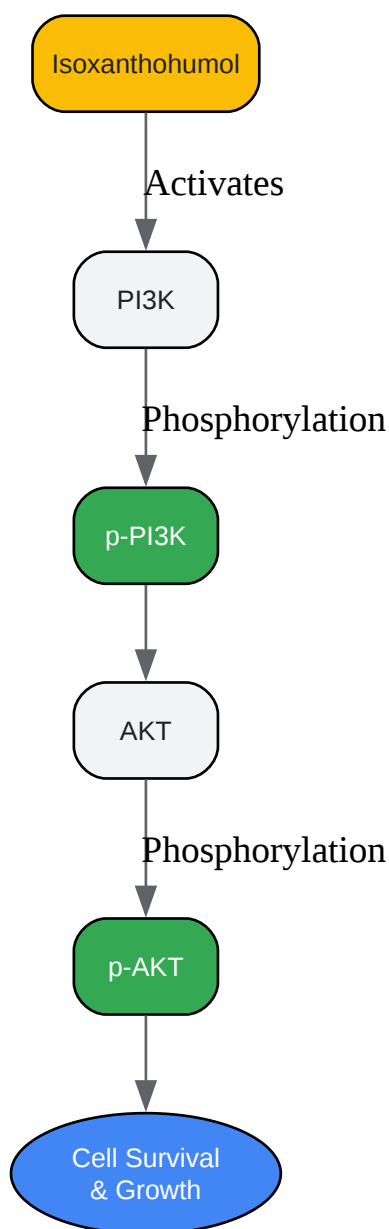 Isoxanthohumol
Activates
PI3K
Phosphorylation
p-PI3K
AKT
Phosphorylation
p-AKT
Cell Survival
& Growth